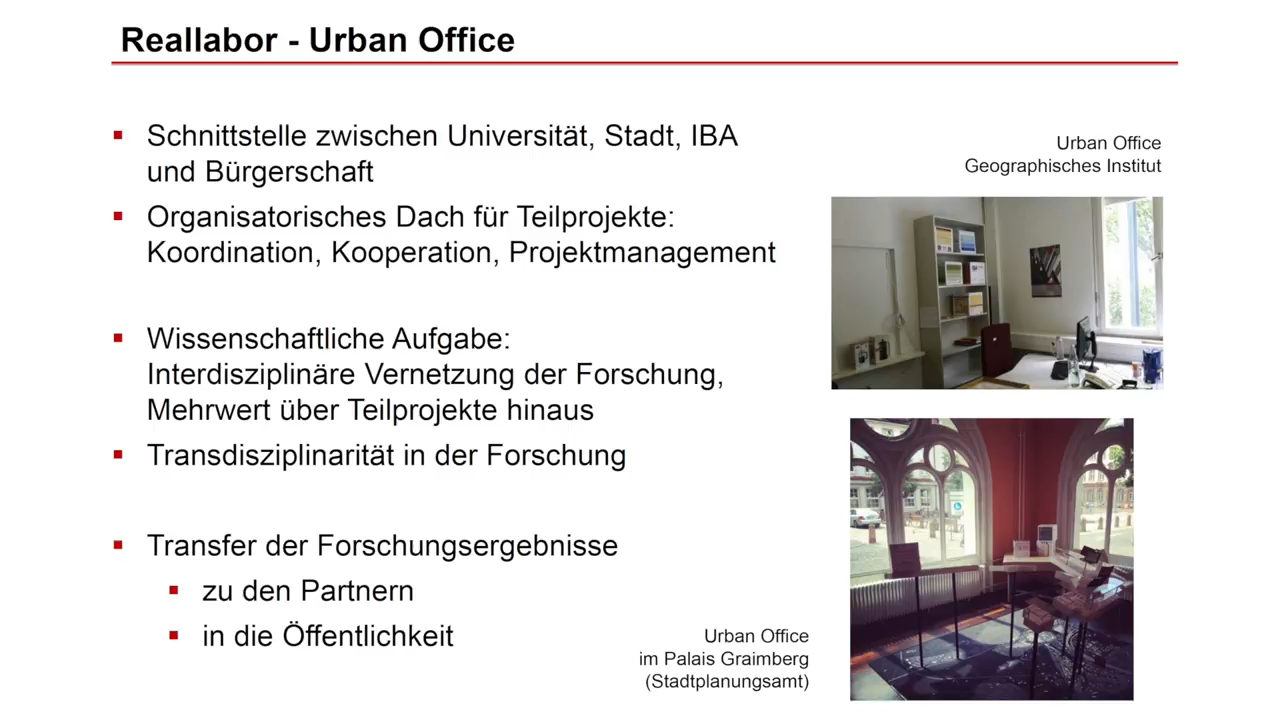 Reallabor - Urban Office
Schnittstelle zwischen Universität, Stadt, IBA
und Bürgerschaft
Organisatorisches Dach für Teilprojekte:
Koordination, Kooperation, Projektmanagement
Wissenschaftliche Aufgabe:
Interdisziplinäre Vernetzung der Forschung,
Mehrwert über Teilprojekte hinaus
Transdisziplinarität in der Forschung
Transfer der Forschungsergebnisse
zu den Partnern
in die Öffentlichkeit
Urban Office
Geographisches Institut
Urban Office
im Palais Graimberg
(Stadtplanungsamt)